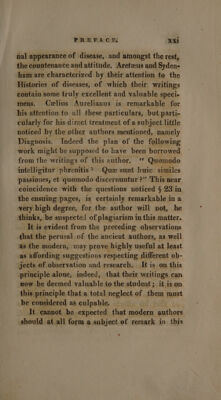 PREFACE. xxi
nal appearance of disease, and amongst the rest,
the countenance and attitude. Aretæus and Syden-
ham are characterized by their attention to the
Histories of diseases, of which their writings
contain some truly excellent and valuable speci-
mens. Cœlius Aurelianus is remarkable for
his attention to all these particulars, but parti-
cularly for his direct treatment of a subject little
noticed by the other authors mentioned, namely
Diagnosis. Indeed the plan of the following
work might be supposed to have been borrowed
from the writings of this author. " Quomodo
intelligitur phrenitis? Quæ sunt huic similes
passiones, et quomodo discernuntur?" This near
coincidence with the questions noticed § 23 in
the ensuing pages, is certainly remarkable in a
very high degree, for the author will not, he
thinks, be suspected of plagiarism in this matter.
It is evident from the preceding observations
that the perusal of the ancient authors, as well
as the modern, may prove highly useful at least
as affording suggestions respecting different ob-
jects of observation and research. It is on this
principle alone, indeed, that their writings can
now be deemed valuable to the student; it is on
this principle that a total neglect of them must
be considered as culpable.
It cannot be expected that modern authors
should at all form a subject of remark in this